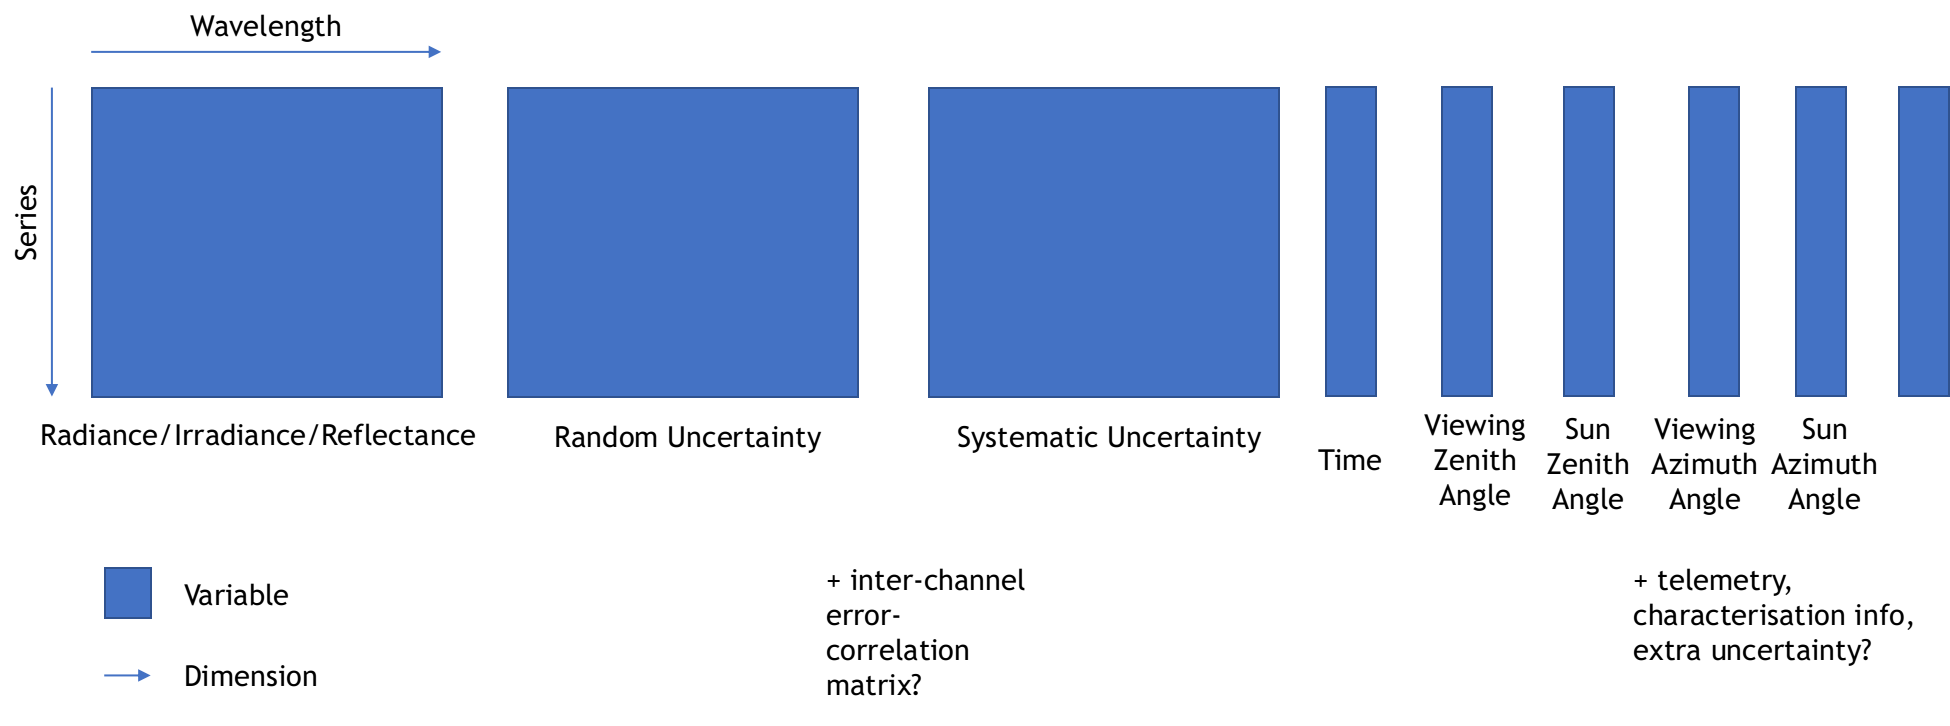 Wavelength
Series
Radiance/Irradiance/Reflectance
Random Uncertainty
Systematic Uncertainty
Time
Viewing
Zenith
Angle
Sun
Zenith
Angle
Viewing
Azimuth
Angle
Sun
Azimuth
Angle
Variable
Dimension
+ inter-channel
error-
correlation
matrix?
+ telemetry,
characterisation info,
extra uncertainty?